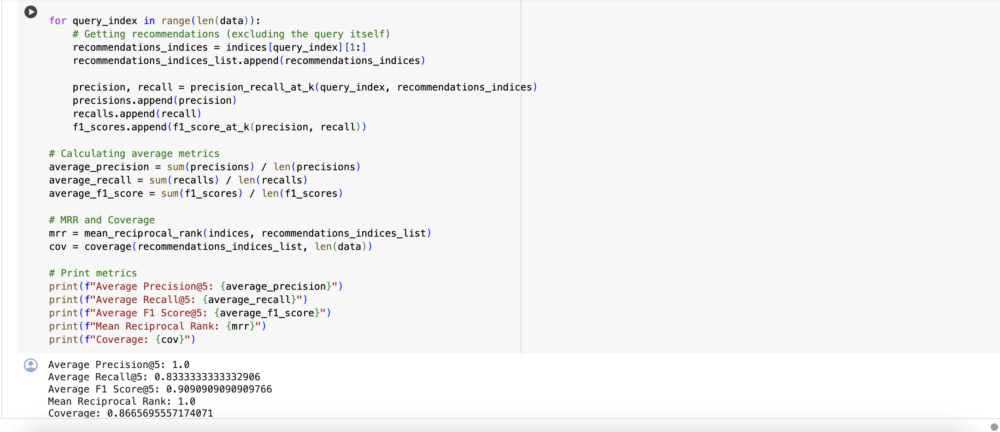 for query_index in range(len(data)):
    # Getting recommendations (excluding the query itself)
    recommendations_indices = indices[query_index][1:]
    recommendations_indices_list.append(recommendations_indices)

    precision, recall = precision_recall_at_k(query_index, recommendations_indices)
    precisions.append(precision)
    recalls.append(recall)
    f1_scores.append(f1_score_at_k(precision, recall))

# Calculating average metrics
average_precision = sum(precisions) / len(precisions)
average_recall = sum(recalls) / len(recalls)
average_f1_score = sum(f1_scores) / len(f1_scores)

# MRR and Coverage
mrr = mean_reciprocal_rank(indices, recommendations_indices_list)
cov = coverage(recommendations_indices_list, len(data))

# Print metrics
print(f"Average Precision@5: {average_precision}")
print(f"Average Recall@5: {average_recall}")
print(f"Average F1 Score@5: {average_f1_score}")
print(f"Mean Reciprocal Rank: {mrr}")
print(f"Coverage: {cov}")

Average Precision@5: 1.0
Average Recall@5: 0.8333333333332906
Average F1 Score@5: 0.9090909090909766
Mean Reciprocal Rank: 1.0
Coverage: 0.8665695557174071